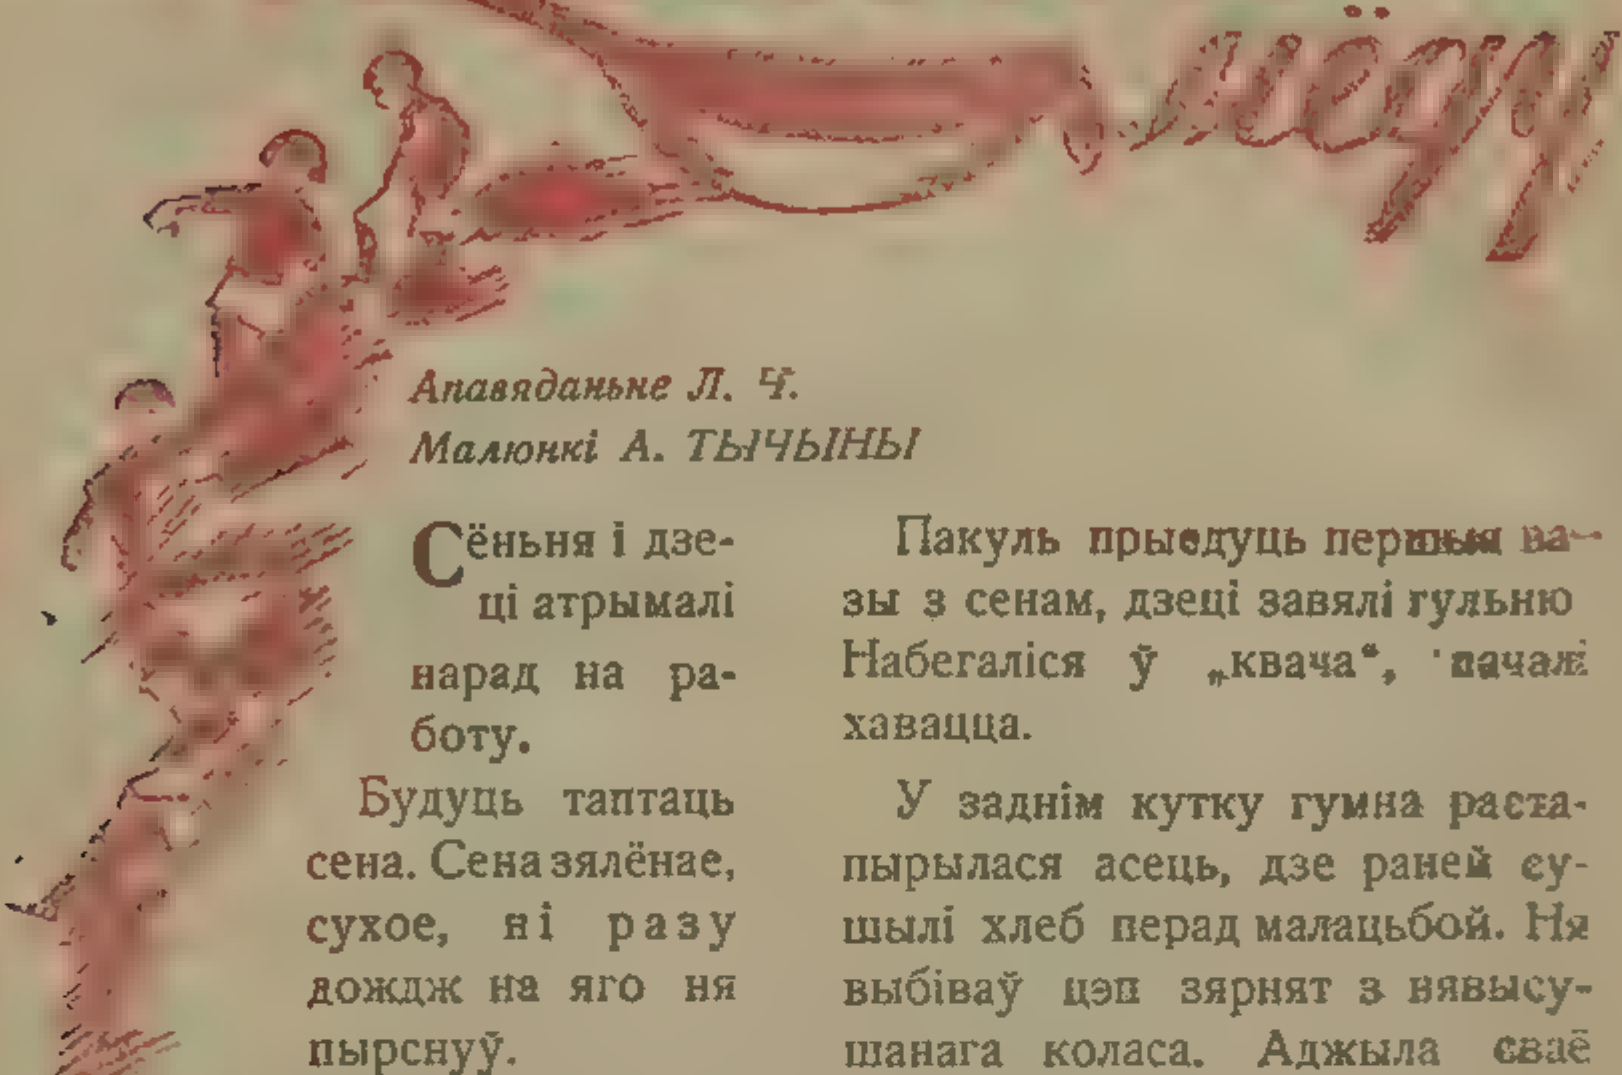 мёду
Апавяданьне Л. Ч.
Малюнкі А. ТЫЧЫНЫ
Сёньня і дзе-
ці атрымалі
нарад на ра-
боту.
Будуць таптаць
сена. Сена зялёнае,
сухое, ні разу
дождж на яго ня
пырснуў.
Пакуль прыедуць першыя ва-
зы з сенам, дзеці завялі гульню
Набегаліся ў „квача“, пачалі
хавацца.
У заднім кутку гумна раста-
пырылася асець, дзе раней су-
шылі хлеб перад малацьбой. Ня
выбіваў цэп зярнят з нявысу-
шанага коласа. Аджыла сваё